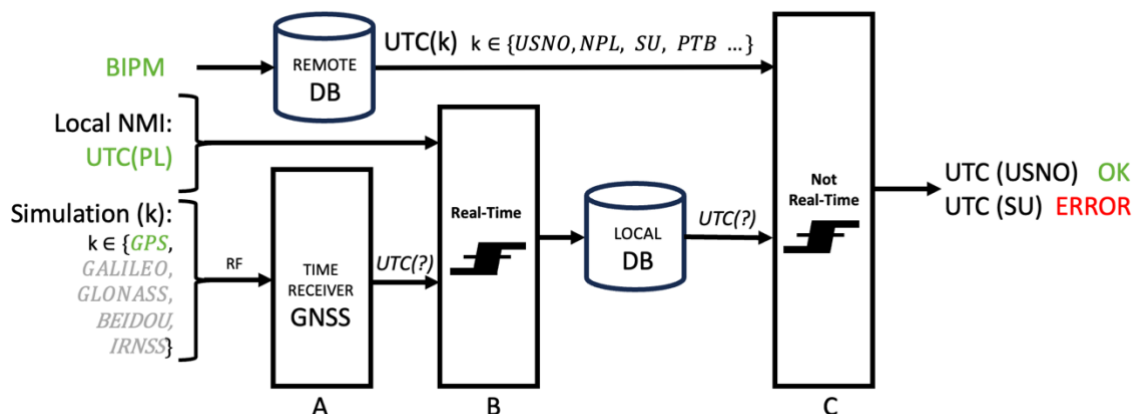 UTC(k) k ∈ {USNO, NPL, SU, PTB ...}
BIPM
REMOTE
DB
Local NMI:
UTC(PL)
Simulation (k):
k ∈ {GPS,
GALILEO,
GLONASS,
BEIDOU,
IRNSS}
RF
TIME
RECEIVER
GNSS
UTC(?)
Real-Time
LOCAL
DB
UTC(?)
Not
Real-Time
UTC (USNO) OK
UTC (SU) ERROR
A
B
C